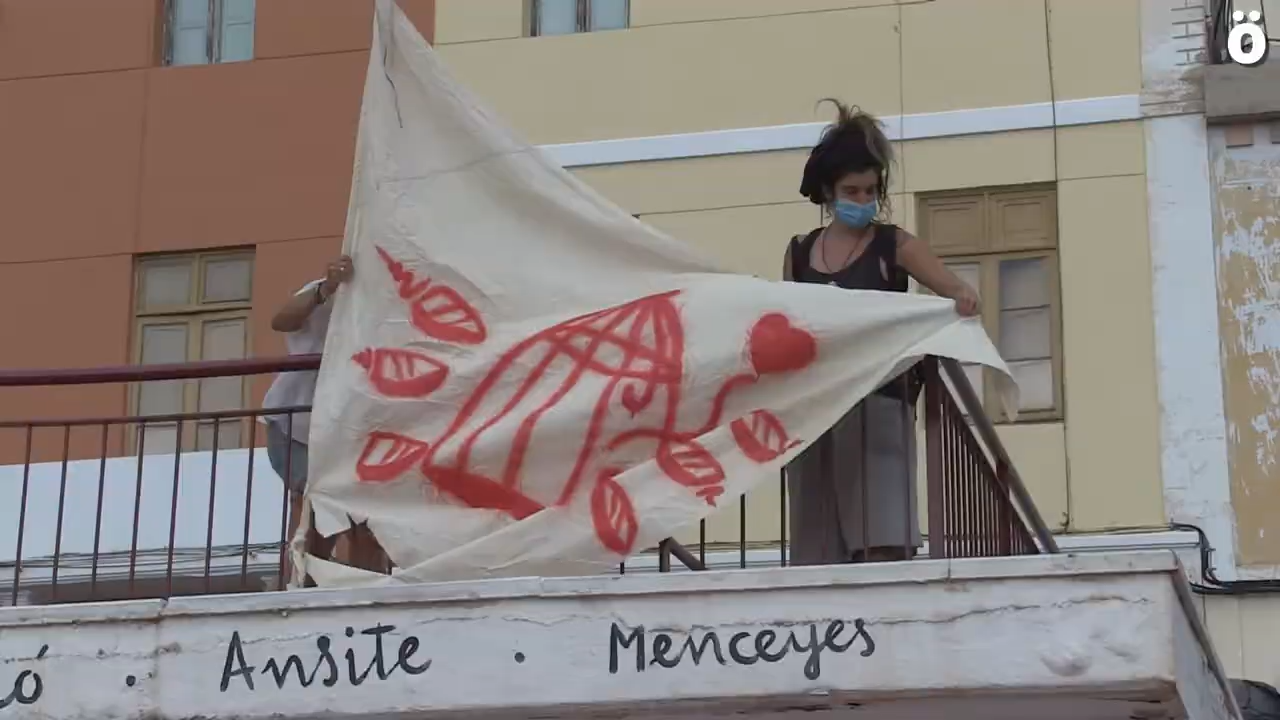 ö
ó · Ansite · Menceyes